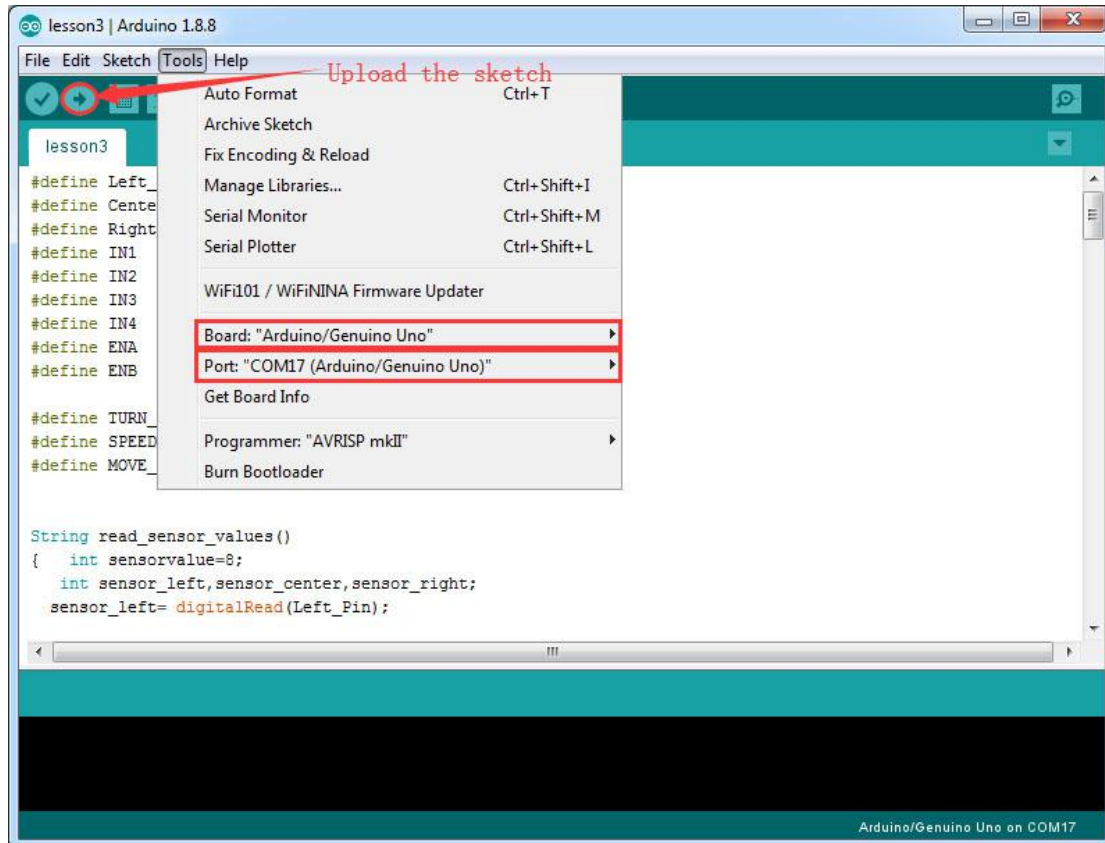 lesson3 | Arduino 1.8.8
File Edit Sketch Tools Help
Upload the sketch
Auto Format Ctrl+T
Archive Sketch
Fix Encoding & Reload
Manage Libraries... Ctrl+Shift+I
Serial Monitor Ctrl+Shift+M
Serial Plotter Ctrl+Shift+L
WiFi101 / WiFiNINA Firmware Updater
Board: "Arduino/Genuino Uno"
Port: "COM17 (Arduino/Genuino Uno)"
Get Board Info
Programmer: "AVRISP mkII"
Burn Bootloader
lesson3
#define Left_
#define Cente
#define Right
#define IN1
#define IN2
#define IN3
#define IN4
#define ENA
#define ENB
#define TURN_
#define SPEED
#define MOVE_
String read_sensor_values()
{ int sensorvalue=8;
int sensor_left,sensor_center,sensor_right;
sensor_left= digitalRead(Left_Pin);
Arduino/Genuino Uno on COM17